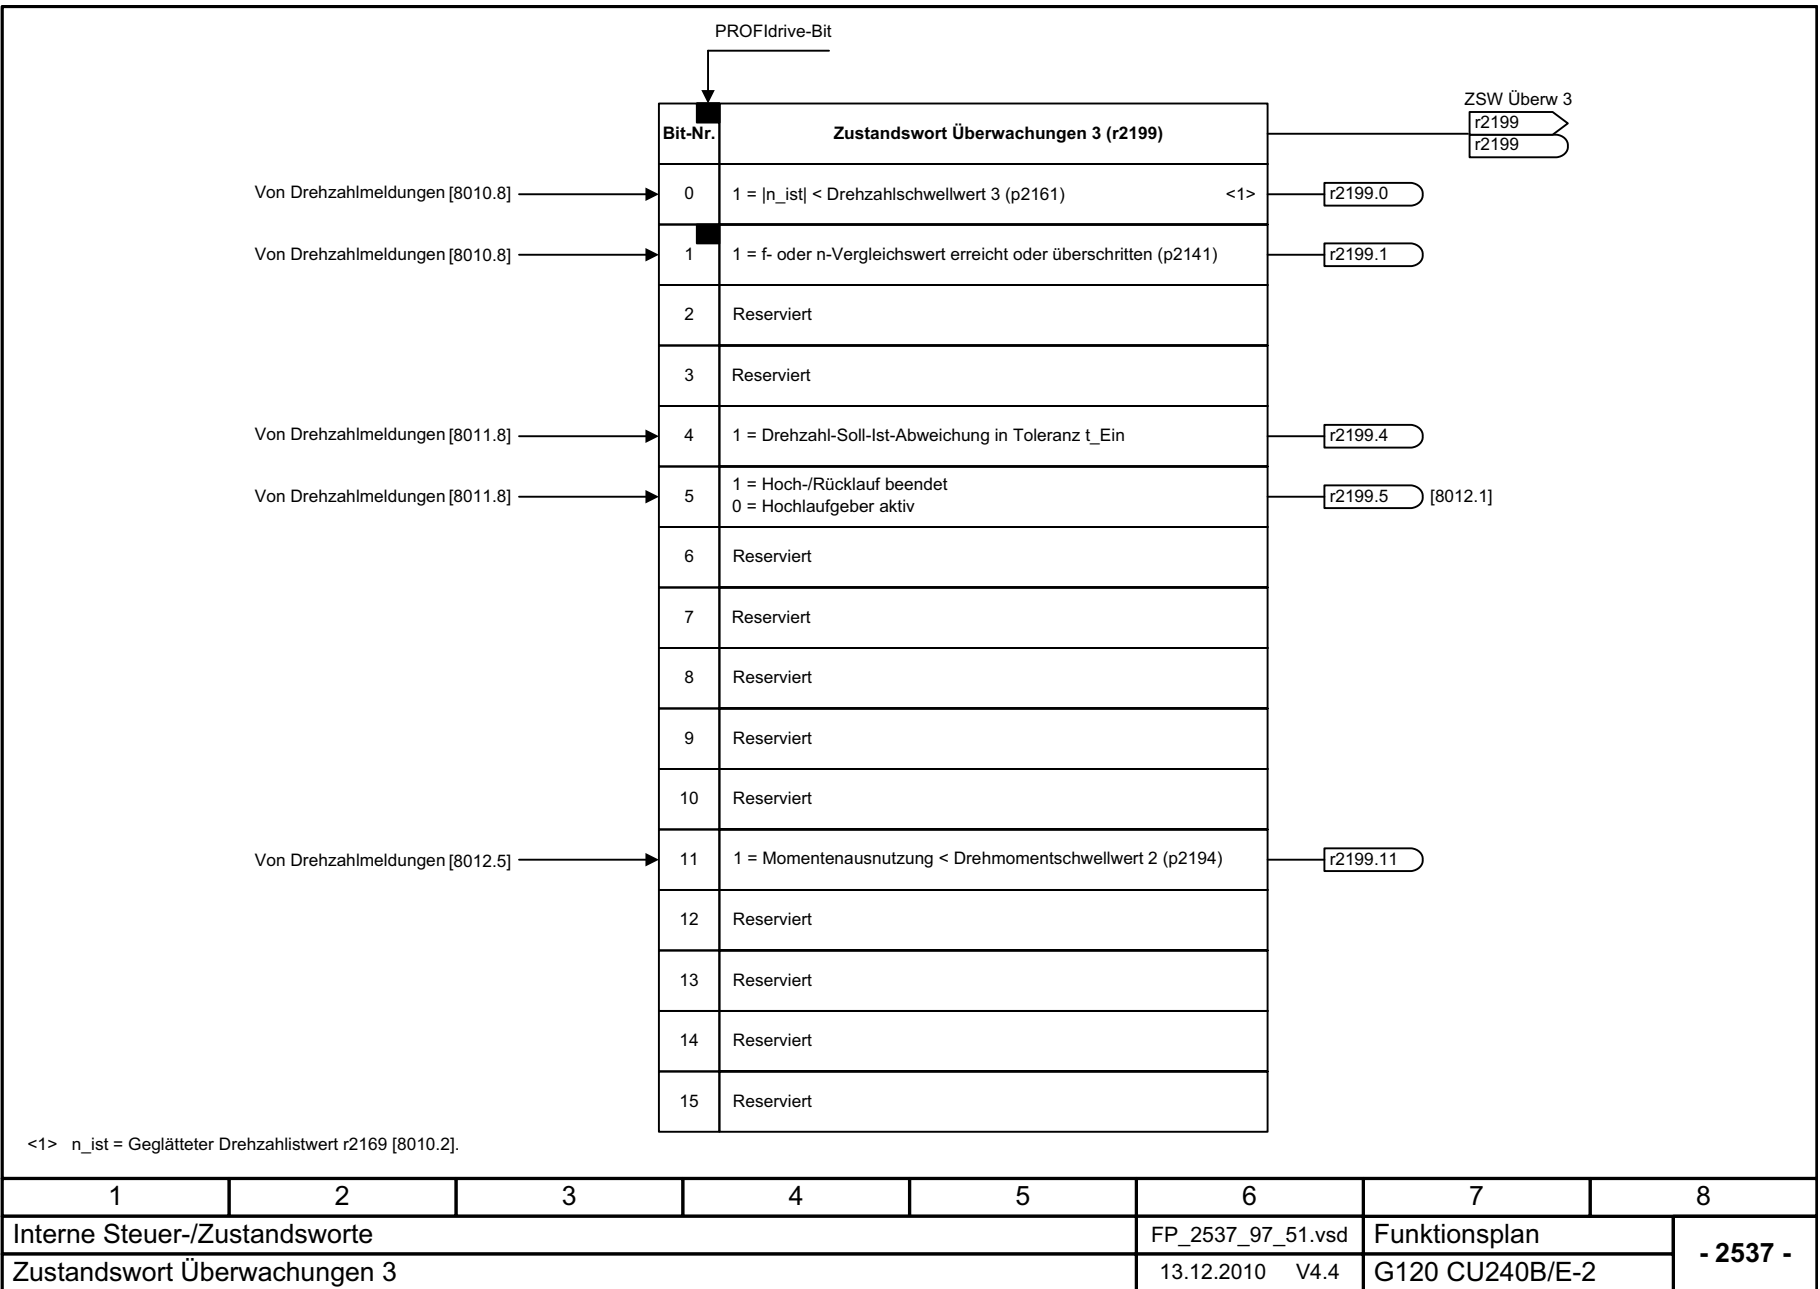 PROFIdrive-Bit
ZSW Überw 3
r2199
r2199
Bit-Nr. Zustandswort Überwachungen 3 (r2199)
Von Drehzahlmeldungen [8010.8] 0 1 = |n_ist| < Drehzahlschwellwert 3 (p2161) <1> r2199.0
Von Drehzahlmeldungen [8010.8] 1 1 = f- oder n-Vergleichswert erreicht oder überschritten (p2141) r2199.1
2 Reserviert
3 Reserviert
Von Drehzahlmeldungen [8011.8] 4 1 = Drehzahl-Soll-Ist-Abweichung in Toleranz t_Ein r2199.4
Von Drehzahlmeldungen [8011.8] 5 1 = Hoch-/Rücklauf beendet r2199.5 [8012.1]
0 = Hochlaufgeber aktiv
6 Reserviert
7 Reserviert
8 Reserviert
9 Reserviert
10 Reserviert
Von Drehzahlmeldungen [8012.5] 11 1 = Momentenausnutzung < Drehmomentschwellwert 2 (p2194) r2199.11
12 Reserviert
13 Reserviert
14 Reserviert
15 Reserviert
<1> n_ist = Geglätteter Drehzahlistwert r2169 [8010.2].
1 2 3 4 5 6 7 8
Interne Steuer-/Zustandsworte FP_2537_97_51.vsd Funktionsplan
- 2537 -
Zustandswort Überwachungen 3 13.12.2010 V4.4 G120 CU240B/E-2